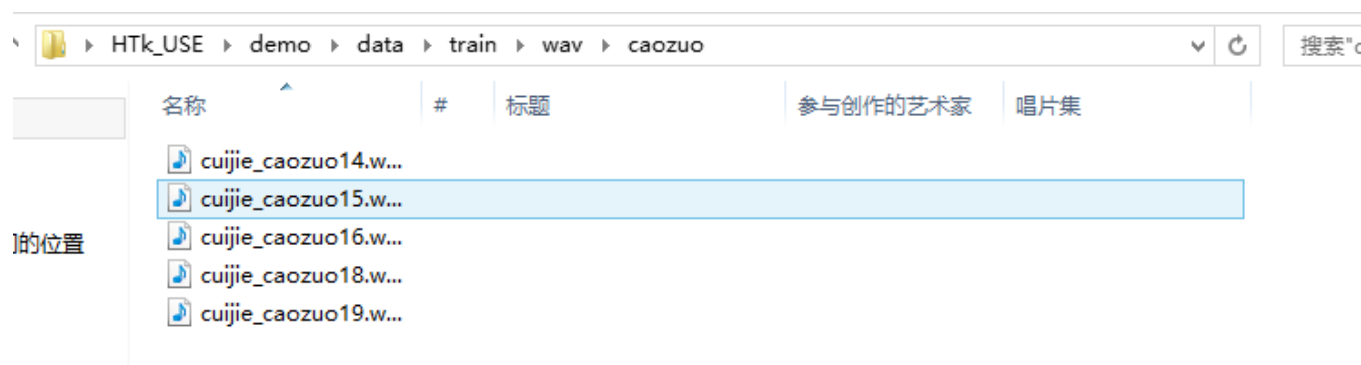 HTk_USE demo data train wav caozuo 搜索"c
名称 # 标题 参与创作的艺术家 唱片集
cuijie_caozuo14.w...
cuijie_caozuo15.w...
cuijie_caozuo16.w...
的位置
cuijie_caozuo18.w...
cuijie_caozuo19.w...